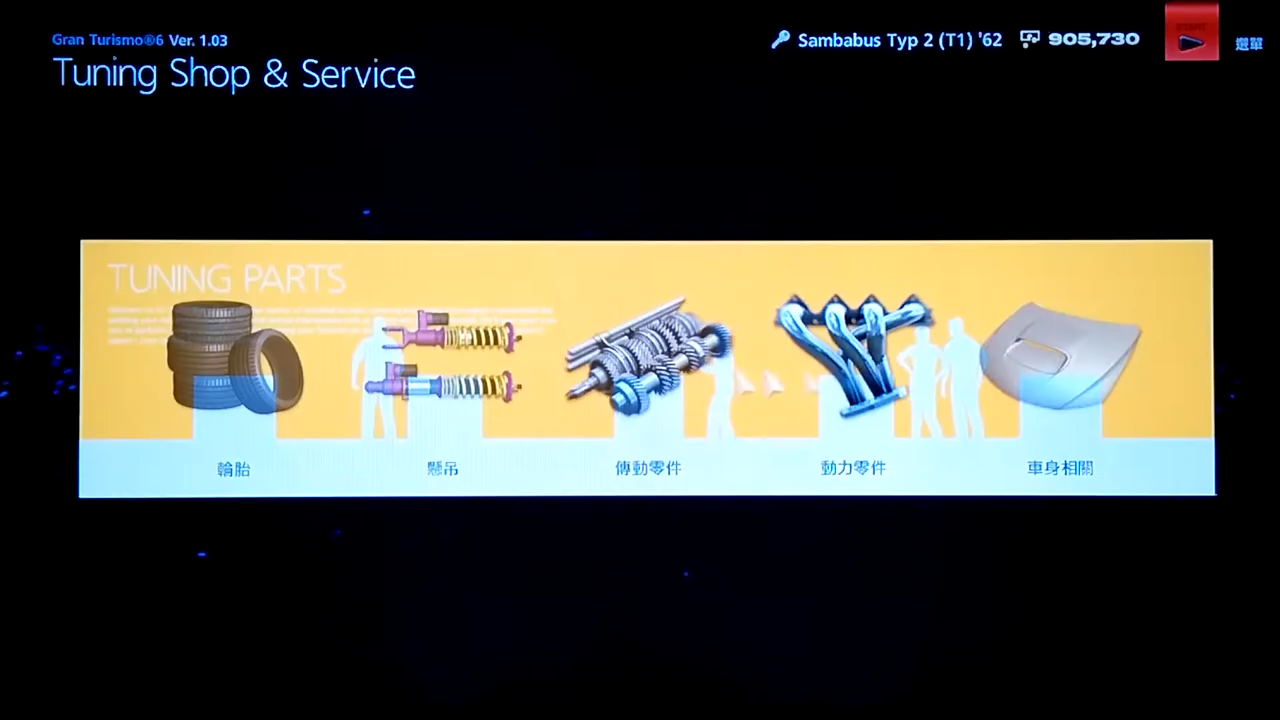 Gran Turismo®6 Ver. 1.03
Tuning Shop & Service
Sambabus Typ 2 (T1) '62
905,730
START
選單
TUNING PARTS
輪胎
懸吊
傳動零件
動力零件
車身相關